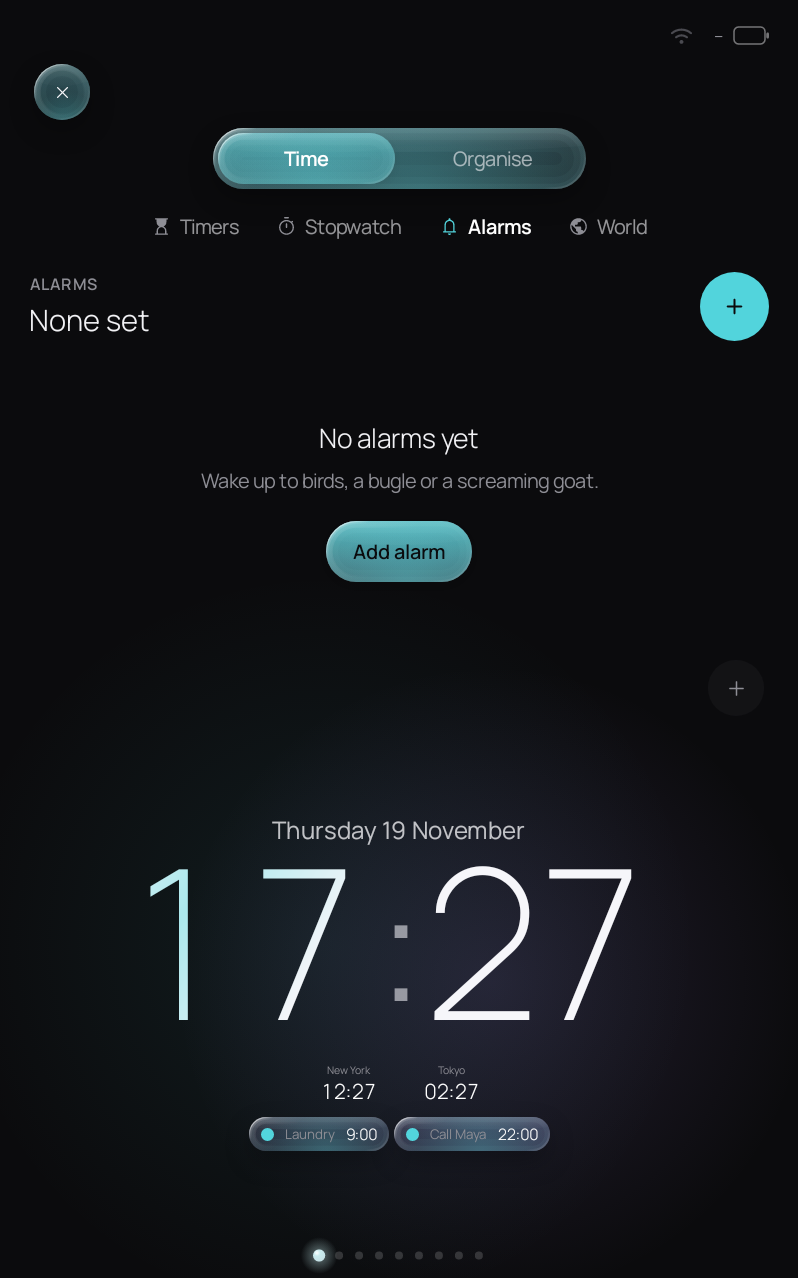 Time Organise
Timers Stopwatch Alarms World
ALARMS
None set
No alarms yet
Wake up to birds, a bugle or a screaming goat.
Add alarm
Thursday 19 November
17:27
New York Tokyo
12:27 02:27
Laundry 9:00 Call Maya 22:00